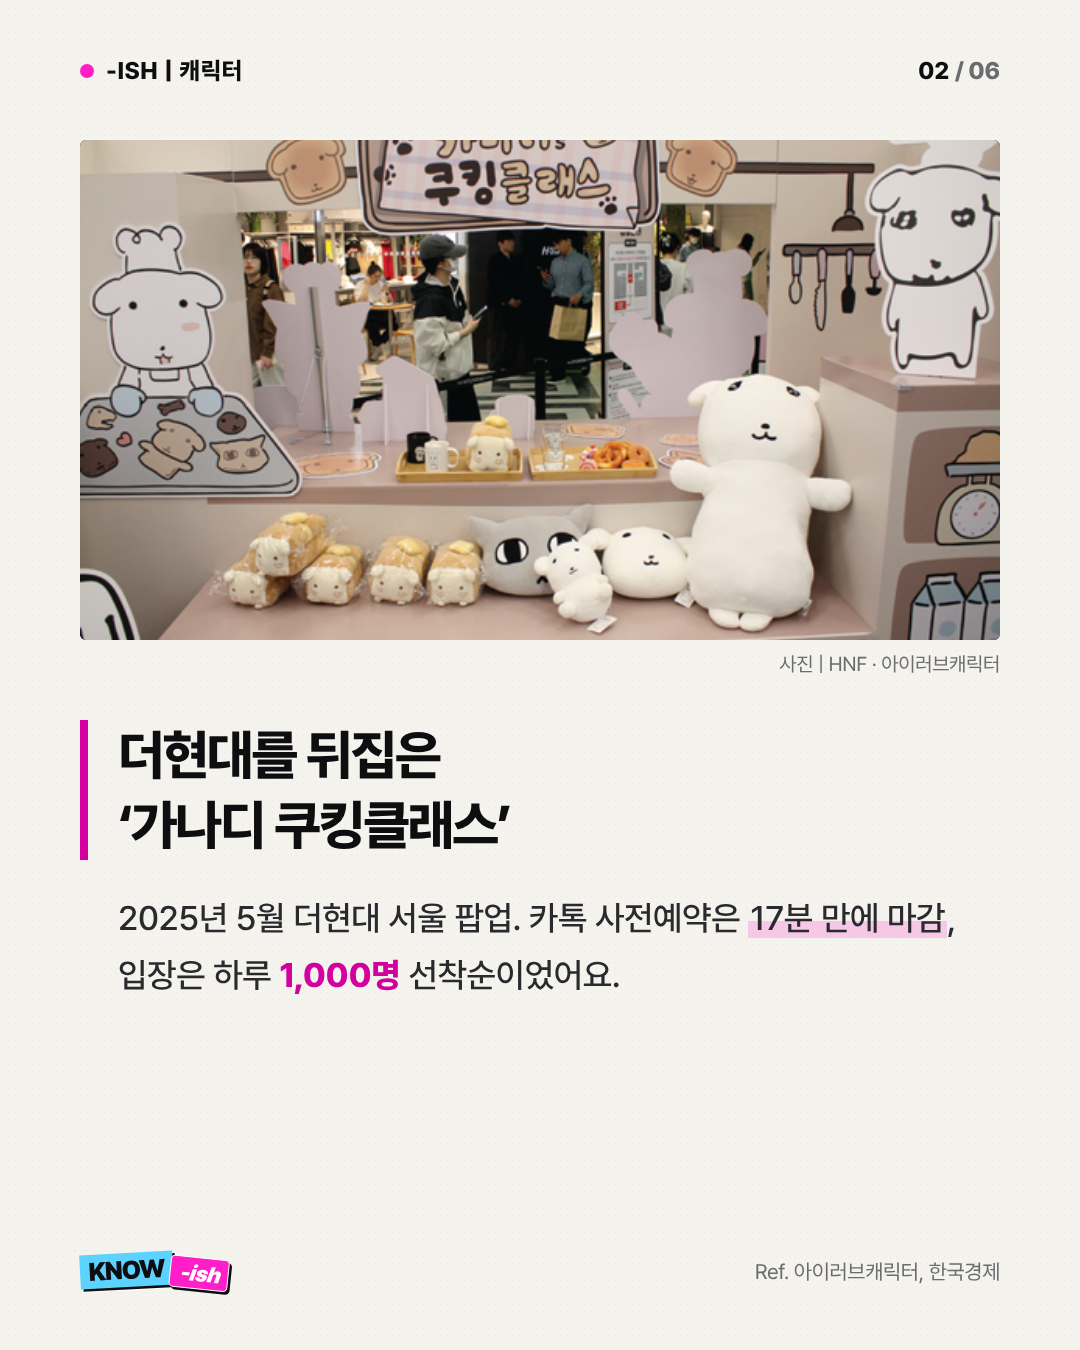 -ISH | 캐릭터
02 / 06
쿠킹클래스
사진 | HNF · 아이러브캐릭터
더현대를 뒤집은
‘가나디 쿠킹클래스’
2025년 5월 더현대 서울 팝업. 카톡 사전예약은 17분 만에 마감,
입장은 하루 1,000명 선착순이었어요.
KNOW -ish
Ref. 아이러브캐릭터, 한국경제